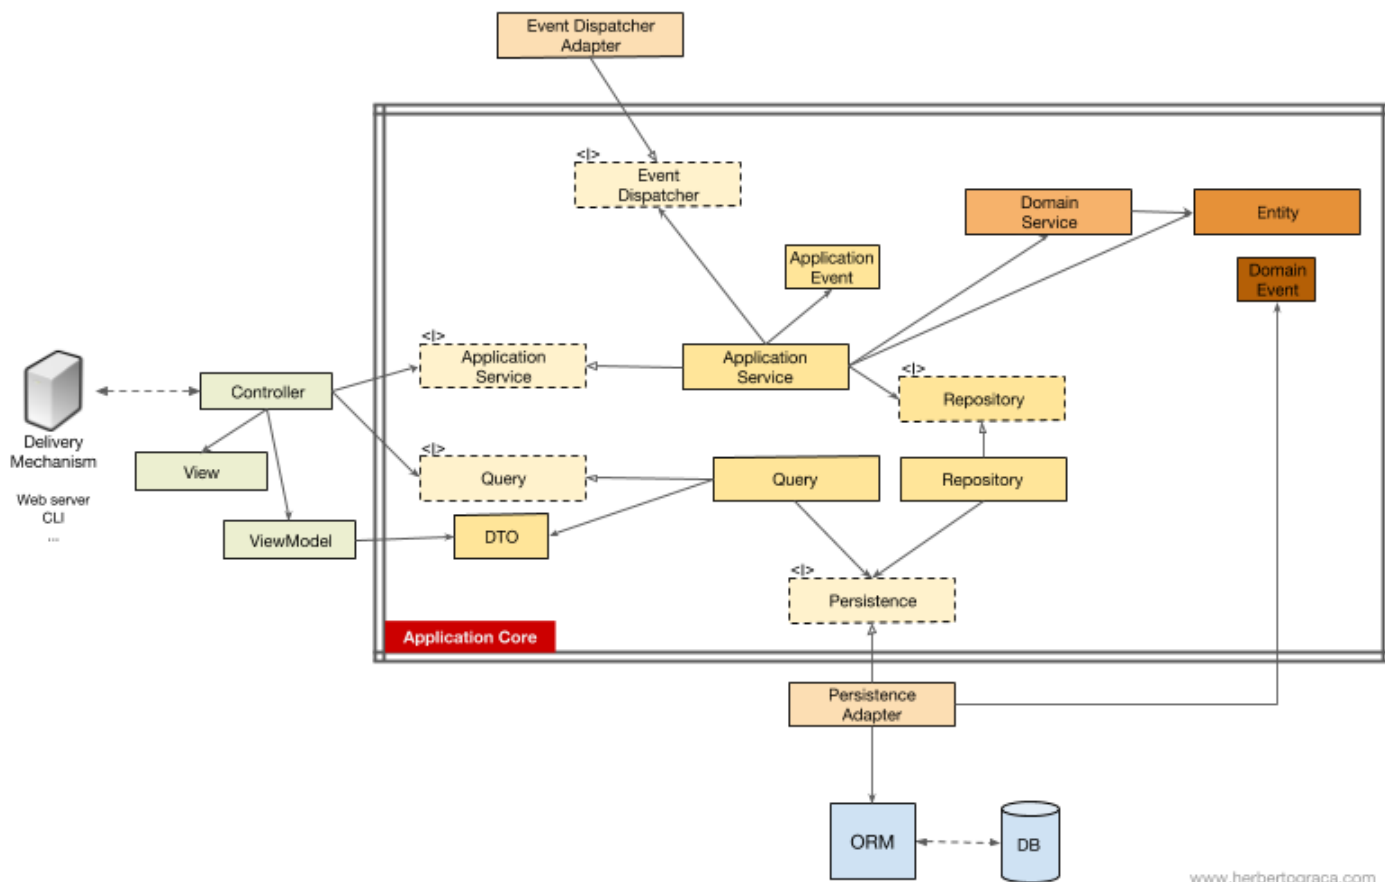 Event Dispatcher
Adapter
<I>
Event
Dispatcher
Domain
Service
Entity
Application
Event
Domain
Event
<I>
Application
Service
Application
Service
<I>
Repository
Controller
Delivery
Mechanism
Web server
CLI
...
View
<I>
Query
Query
Repository
ViewModel
DTO
<I>
Persistence
Application Core
Persistence
Adapter
ORM
DB
www.herbertograca.com